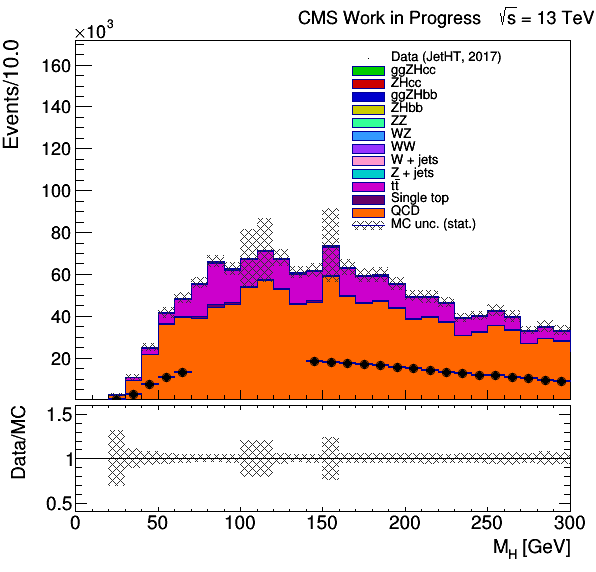 CMS Work in Progress √s = 13 TeV
×10³
Events/10.0
160
140
120
100
80
60
40
20
Data (JetHT, 2017)
ggZHcc
ZHcc
ggZHbb
ZHbb
ZZ
WZ
WW
W + jets
Z + jets
tt̄
Single top
QCD
MC unc. (stat.)
Data/MC
1.5
1
0.5
0 50 100 150 200 250 300
M_H [GeV]